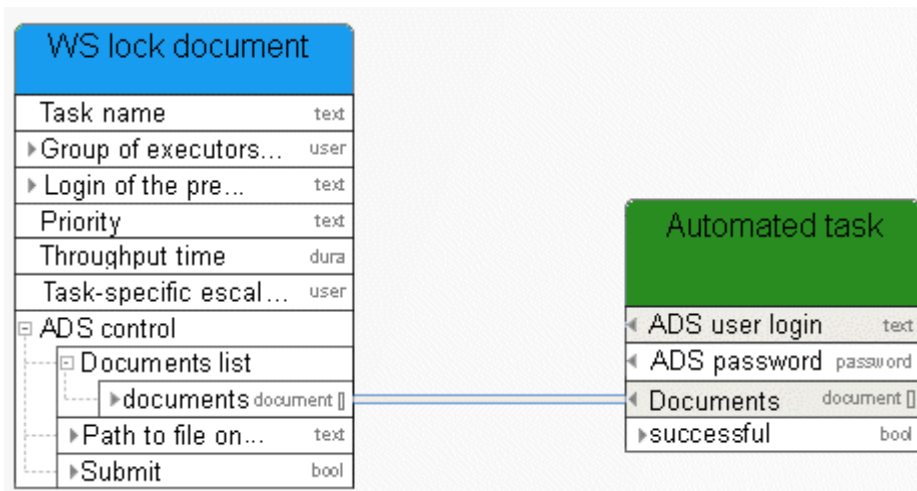 WS lock document
Task name text
Group of executors... user
Login of the pre... text
Priority text
Throughput time dura
Task-specific escal... user
ADS control
Documents list
documents document []
Path to file on... text
Submit bool
Automated task
ADS user login text
ADS password password
Documents document []
successful bool